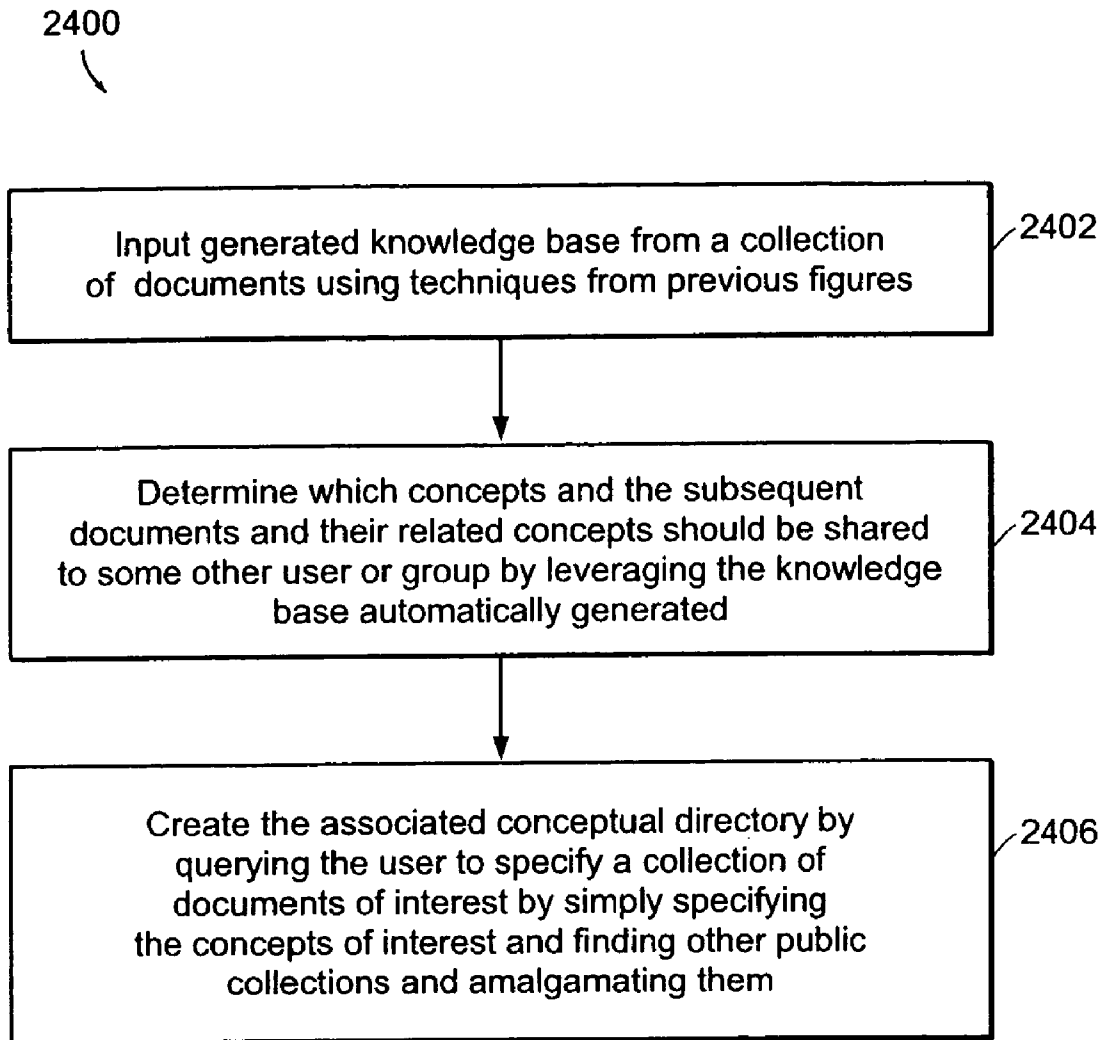 2400
Input generated knowledge base from a collection
of documents using techniques from previous figures
2402
Determine which concepts and the subsequent
documents and their related concepts should be shared
to some other user or group by leveraging the knowledge
base automatically generated
2404
Create the associated conceptual directory by
querying the user to specify a collection of
documents of interest by simply specifying
the concepts of interest and finding other public
collections and amalgamating them
2406